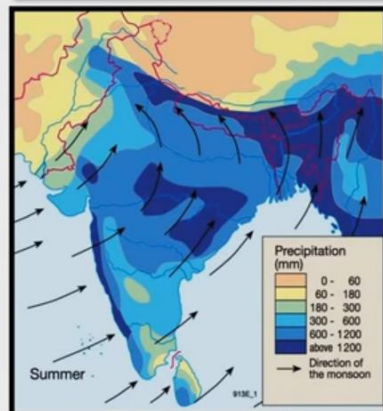 Precipitation
(mm)
0 - 60
60 - 180
180 - 300
300 - 600
600 - 1200
above 1200
Direction of
the monsoon
Summer
913E_1